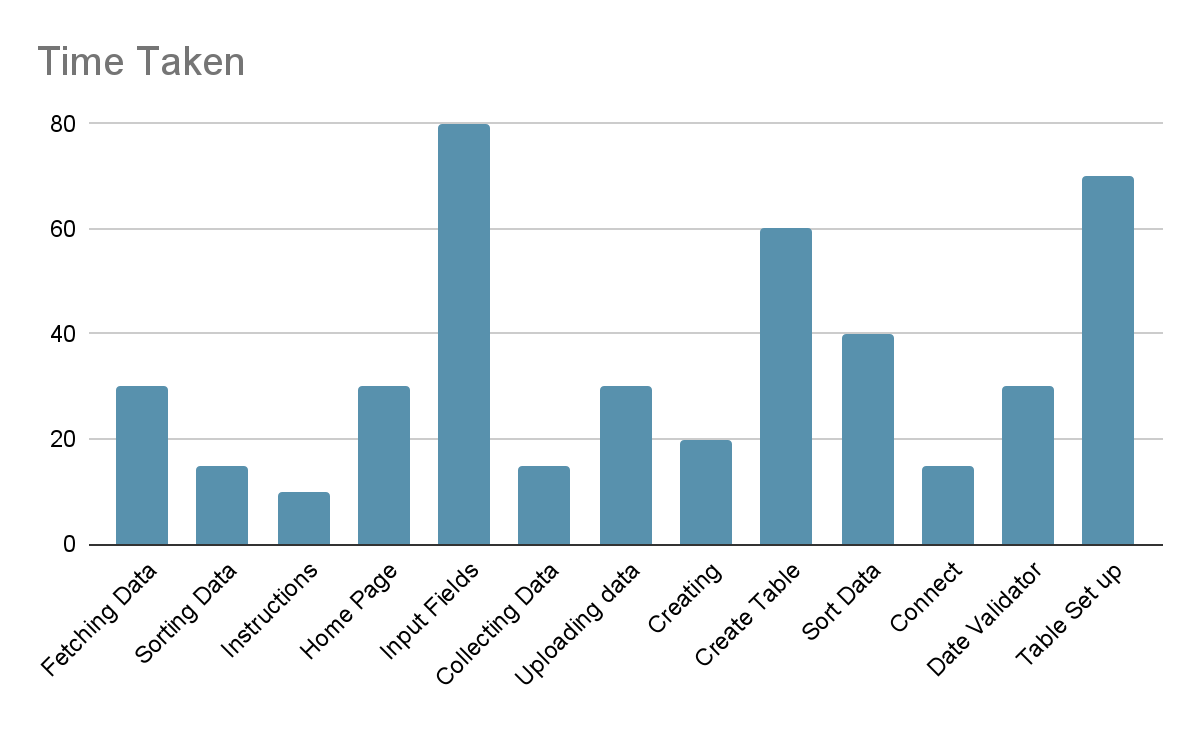 Time Taken
80
60
40
20
0
Fetching Data
Sorting Data
Instructions
Home Page
Input Fields
Collecting Data
Uploading data
Creating
Create Table
Sort Data
Connect
Date Validator
Table Set up